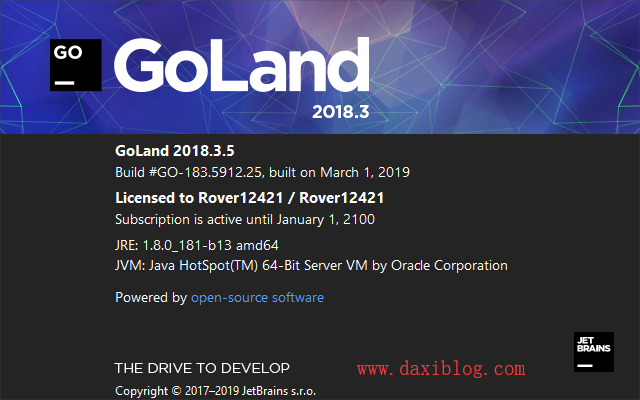 GO
GoLand
2018.3
GoLand 2018.3.5
Build #GO-183.5912.25, built on March 1, 2019
Licensed to Rover12421 / Rover12421
Subscription is active until January 1, 2100
JRE: 1.8.0_181-b13 amd64
JVM: Java HotSpot(TM) 64-Bit Server VM by Oracle Corporation
Powered by open-source software
JET
BRAINS
THE DRIVE TO DEVELOP
www.daxiblog.com
Copyright © 2017–2019 JetBrains s.r.o.